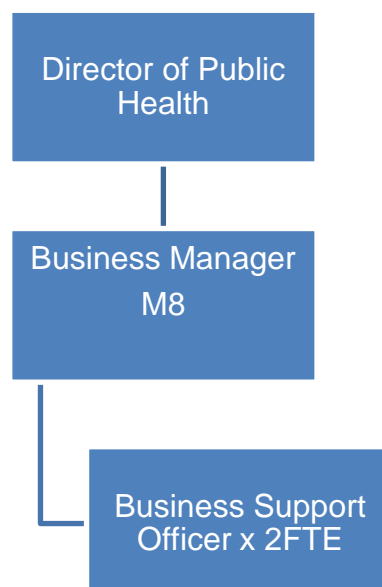 Director of Public
Health
Business Manager
M8
Business Support
Officer x 2FTE